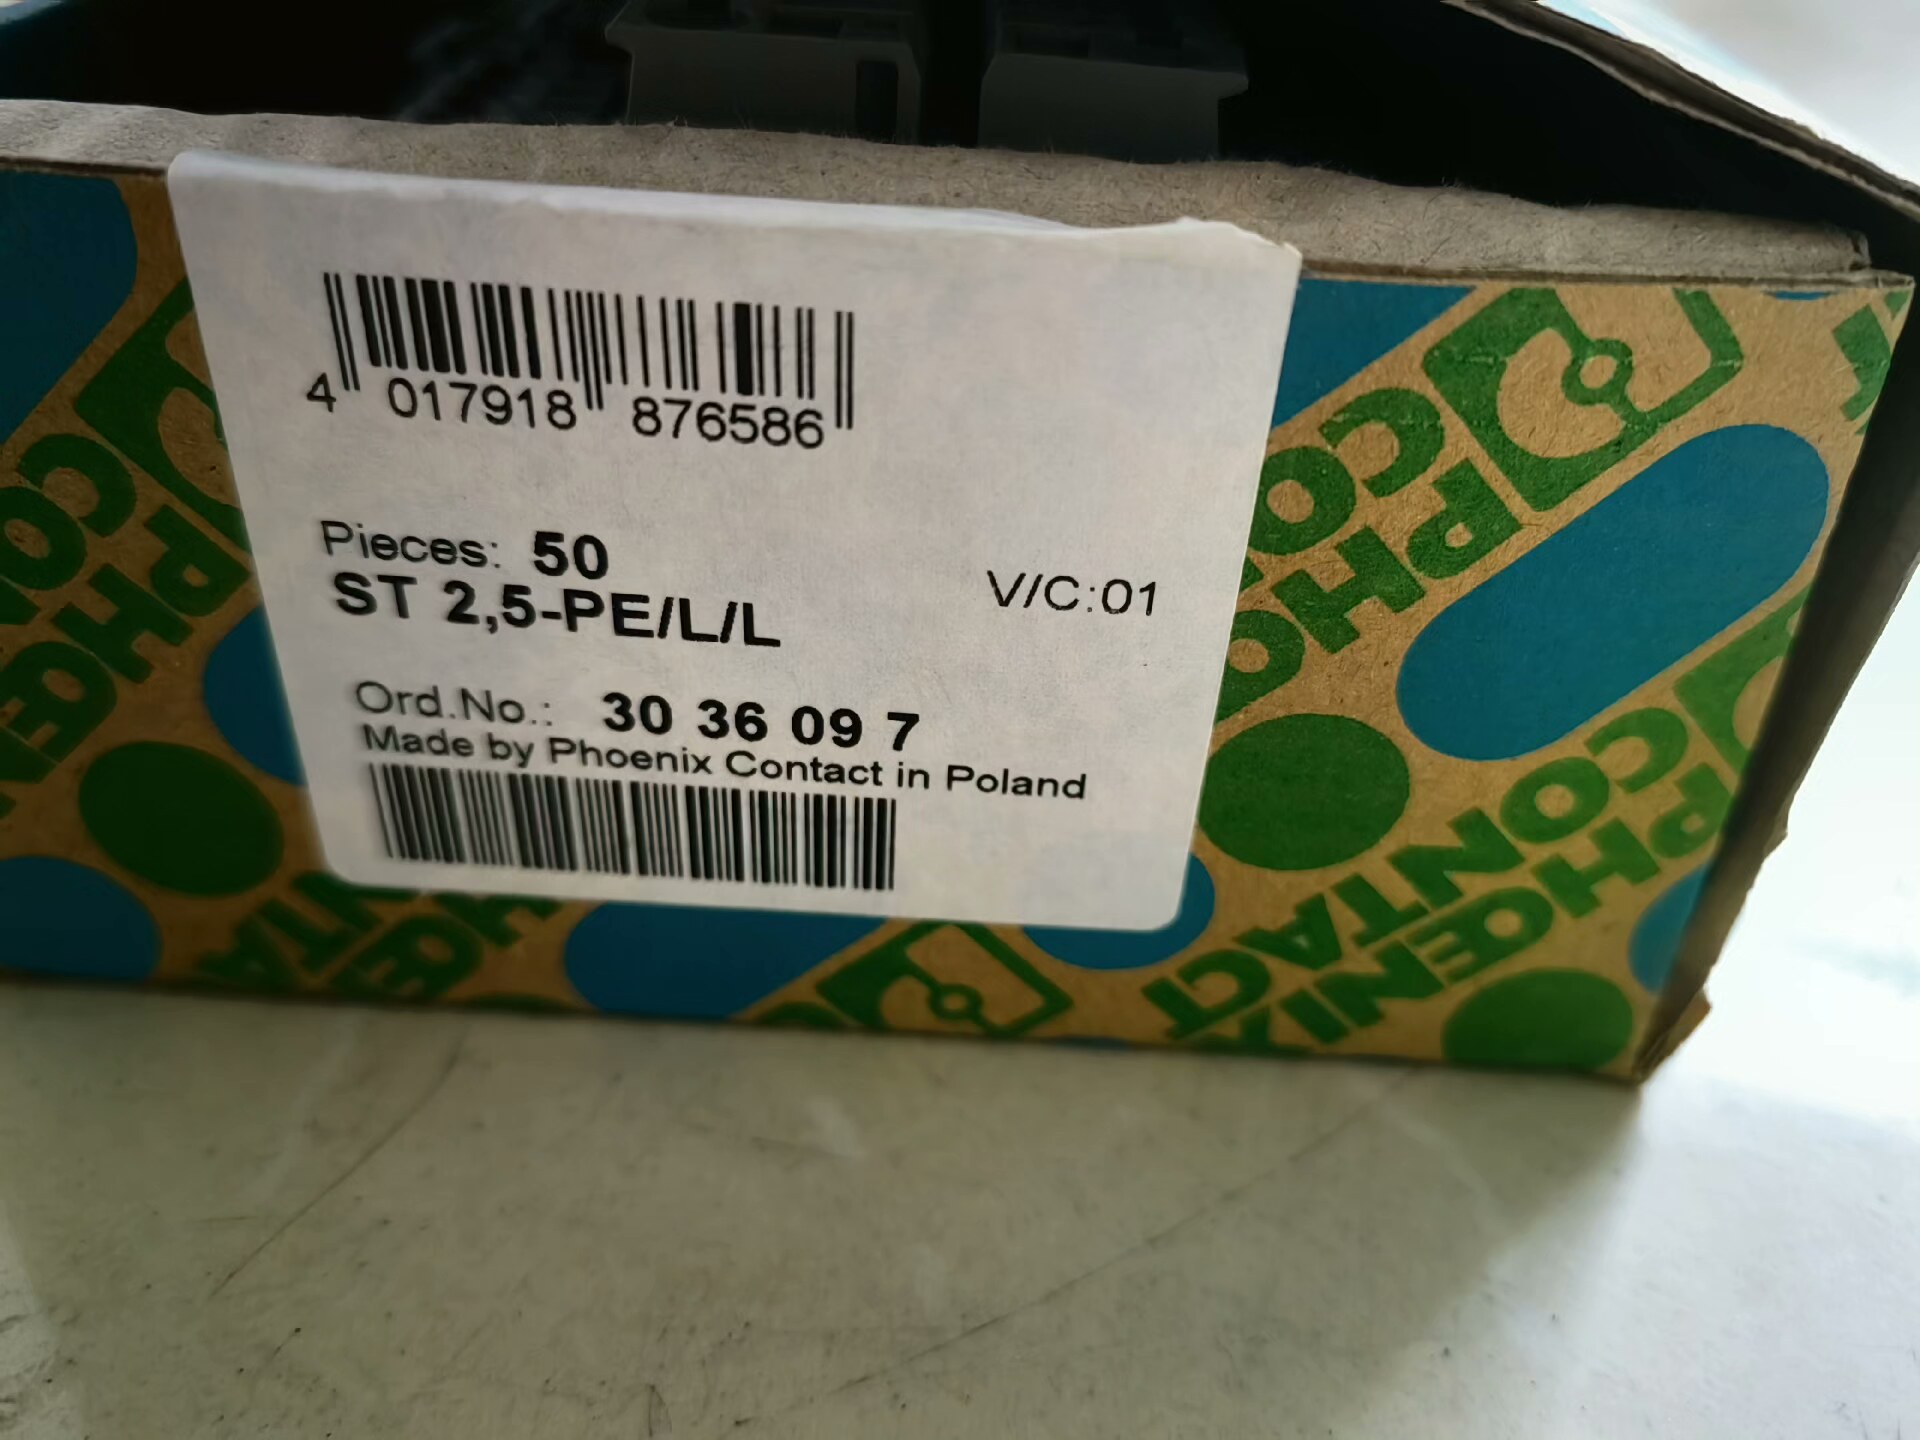 4 017918 876586
Pieces: 50
ST 2,5-PE/L/L
V/C:01
Ord.No.: 30 36 09 7
Made by Phoenix Contact in Poland
PHŒNIX
CONTACT